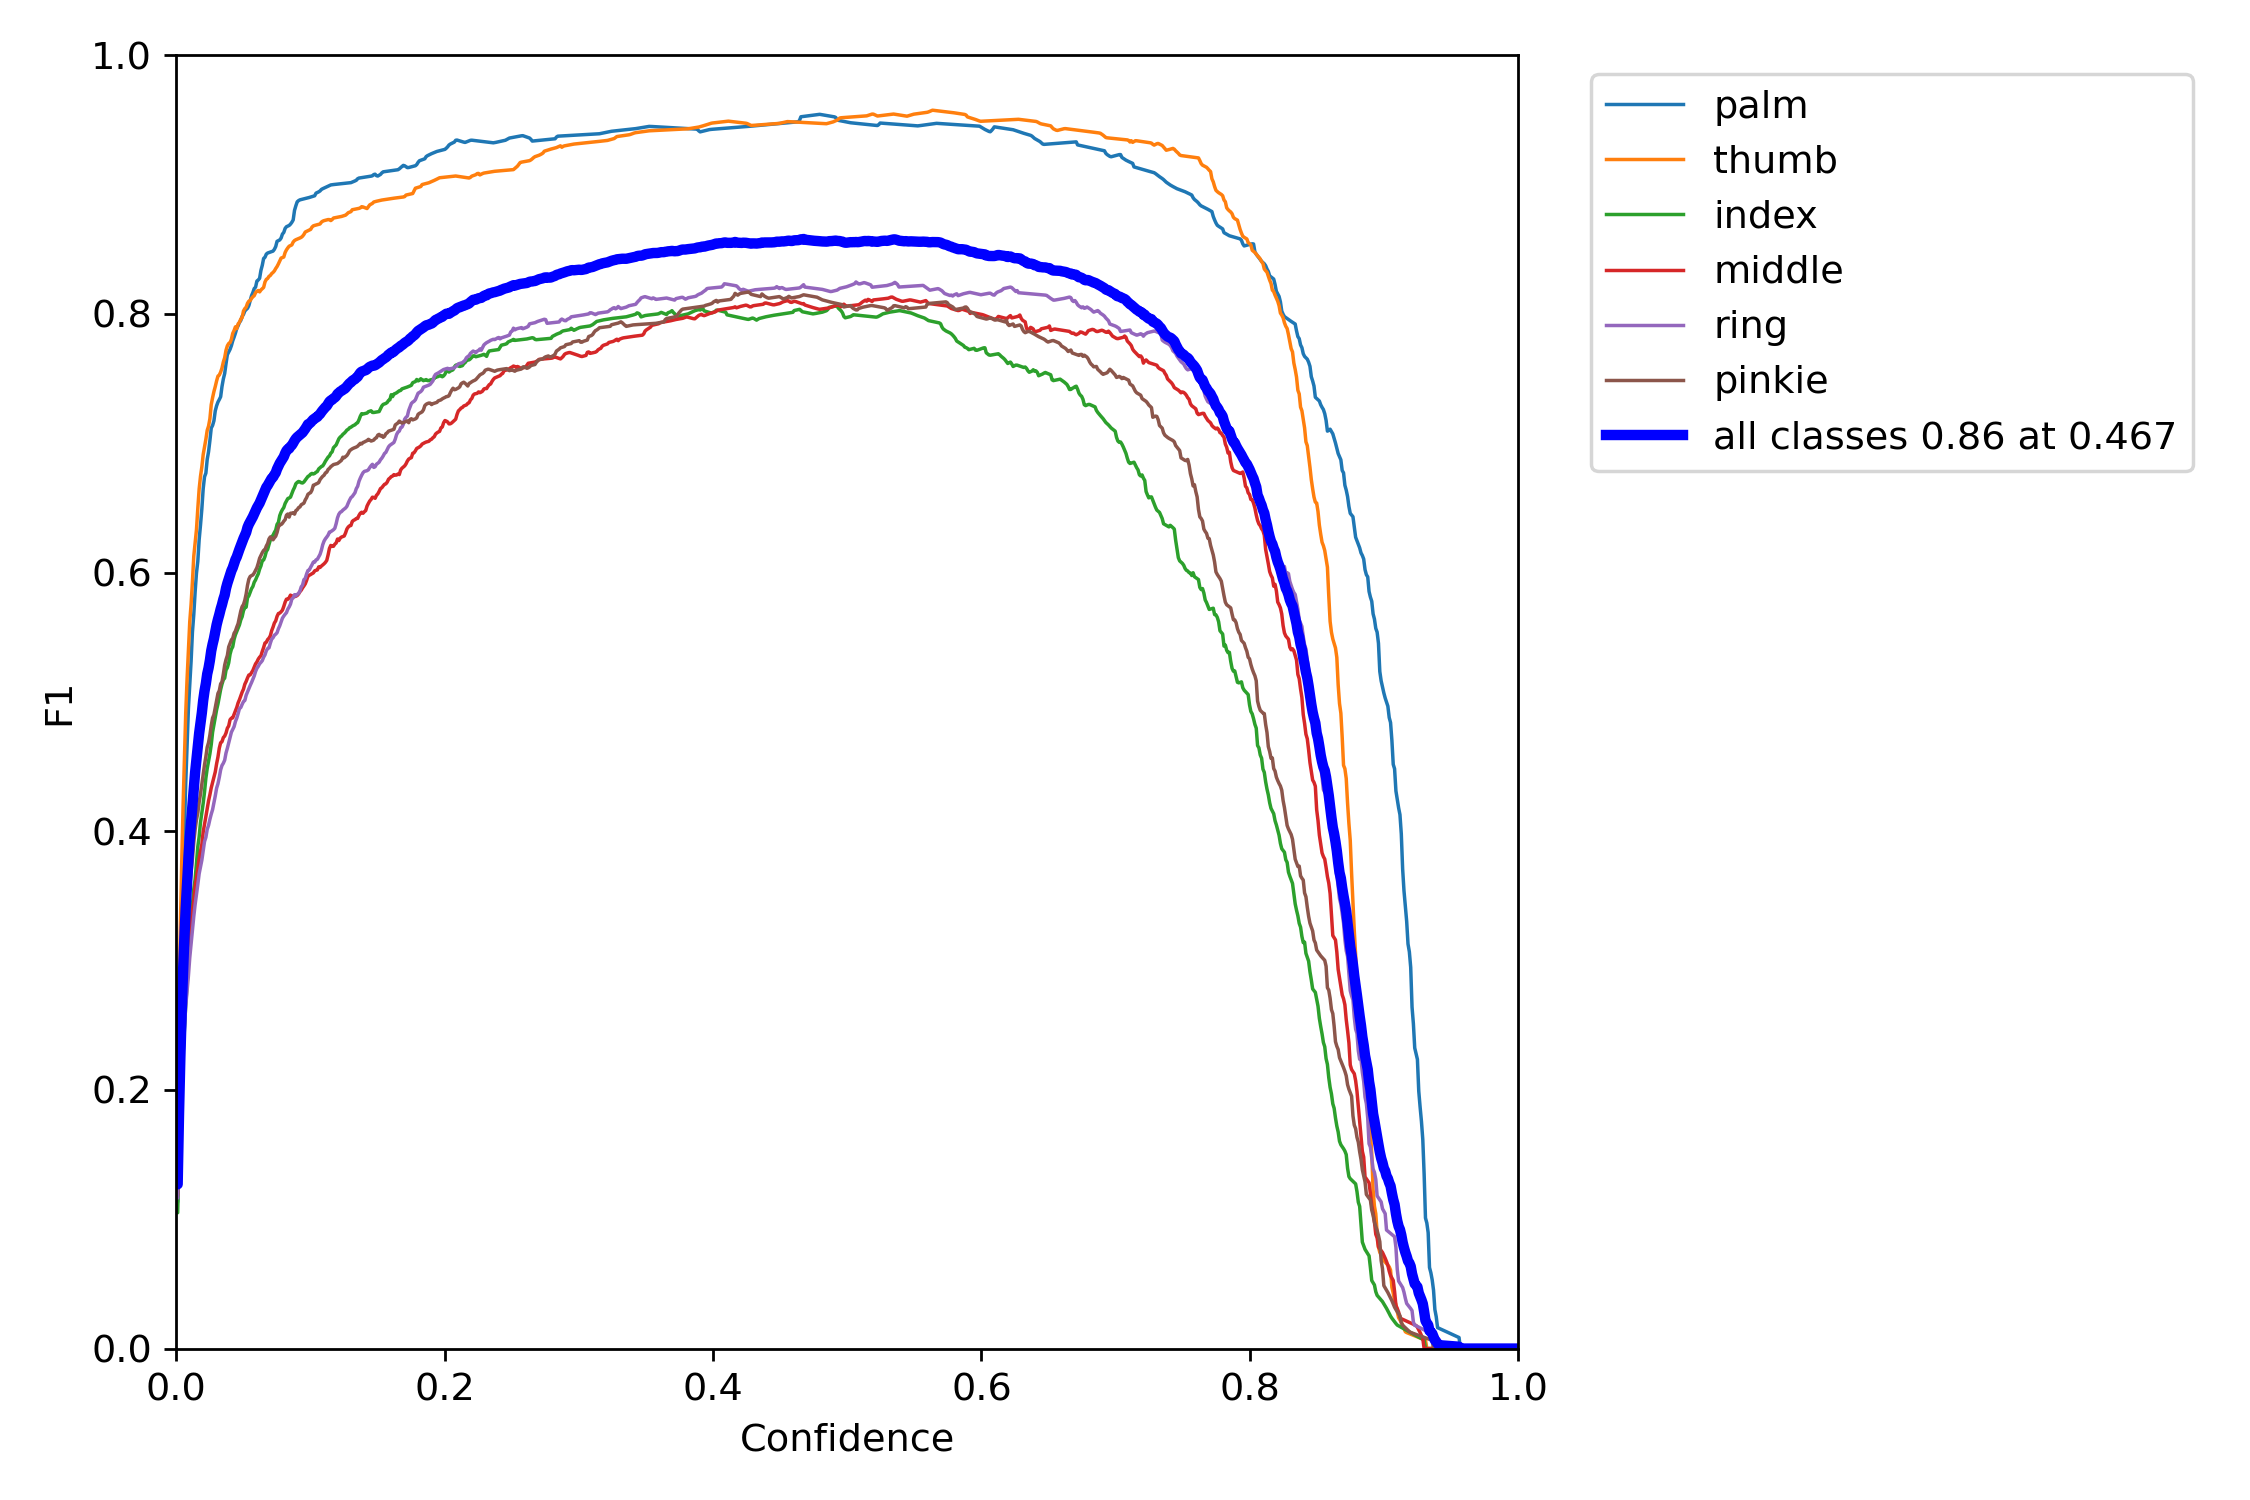 1.0
0.8
0.6
0.4
0.2
0.0
F1
0.0 0.2 0.4 0.6 0.8 1.0
Confidence
palm
thumb
index
middle
ring
pinkie
all classes 0.86 at 0.467